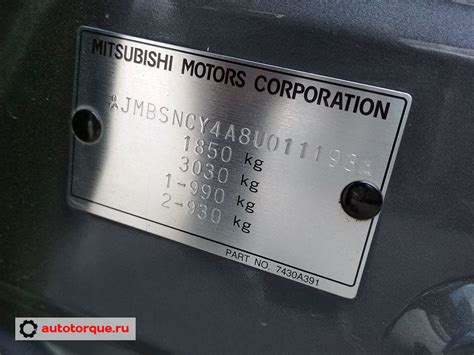 MITSUBISHI MOTORS CORPORATION
☆JMBSNCY4A8U011193☆
1850 kg
3030 kg
1-990 kg
2-930 kg
PART NO. 7430A391
autotorque.ru